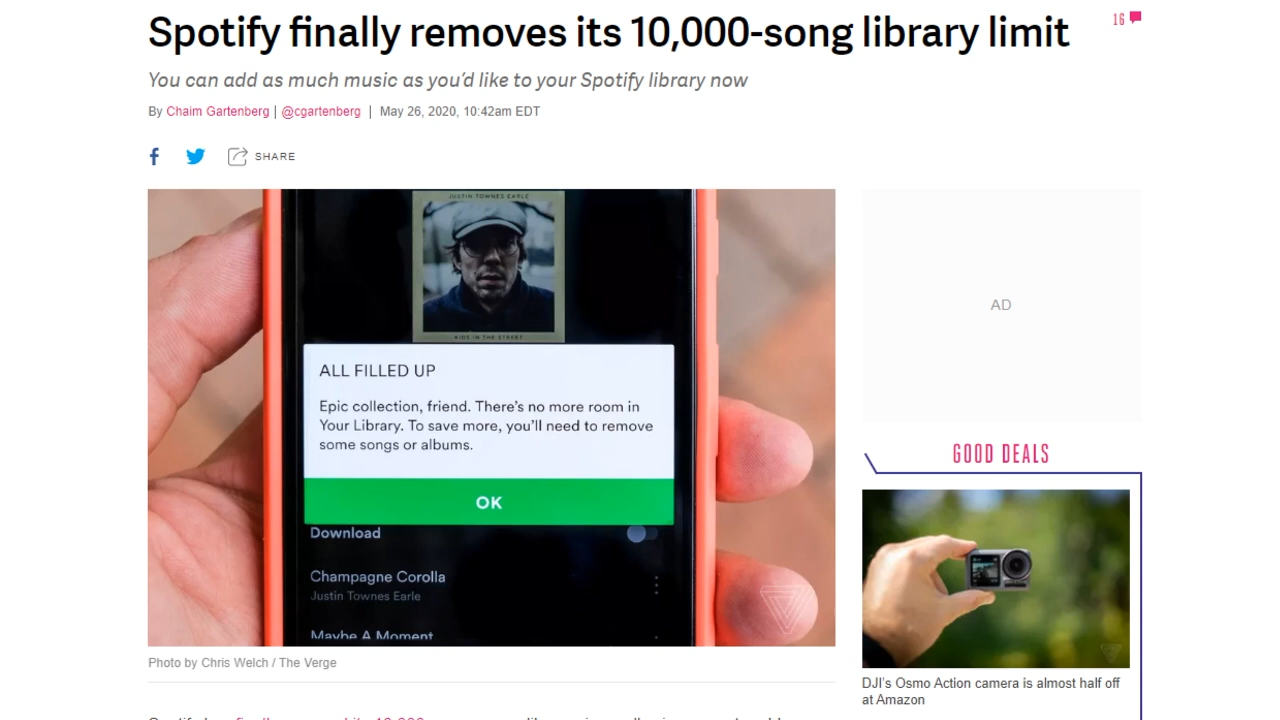 Spotify finally removes its 10,000-song library limit
16
You can add as much music as you'd like to your Spotify library now
By Chaim Gartenberg | @cgartenberg | May 26, 2020, 10:42am EDT
SHARE
JUSTIN TOWNES EARLE
KIDS IN THE STREET
ALL FILLED UP
Epic collection, friend. There's no more room in
Your Library. To save more, you'll need to remove
some songs or albums.
OK
Download
Champagne Corolla
Justin Townes Earle
Maybe A Moment
Photo by Chris Welch / The Verge
AD
GOOD DEALS
DJI's Osmo Action camera is almost half off
at Amazon